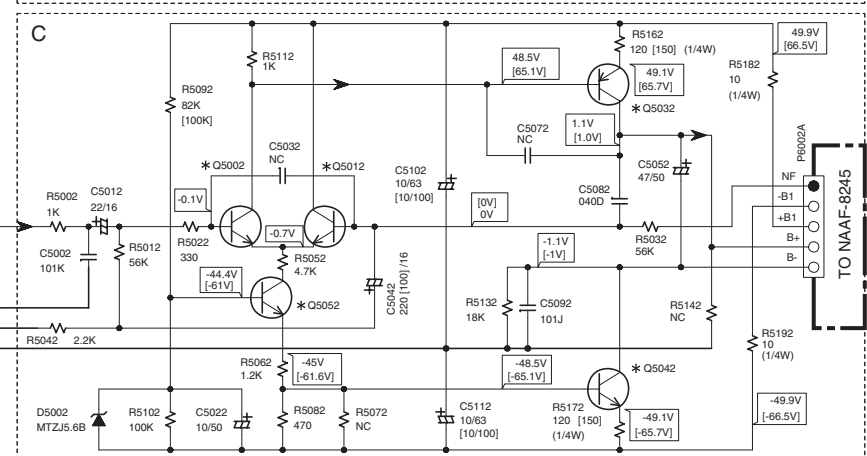 C
R5162
120 [150] (1/4W)
49.9V
[66.5V]
R5112
1K
48.5V
[65.1V]
49.1V
[65.7V]
R5182
10
(1/4W)
R5092
82K
[100K]
* Q5032
C5072
NC
1.1V
[1.0V]
P6002A
C5032
NC
* Q5002
* Q5012
C5102
10/63
[10/100]
C5052
47/50
TO NAAF-8245
NF
-B1
+B1
B+
B-
R5002
1K
C5012
22/16
-0.1V
[0V]
0V
C5082
040D
-0.7V
C5002
101K
R5012
56K
R5022
330
R5052
4.7K
R5032
56K
-1.1V
[-1V]
-44.4V
[-61V]
C5042
220 [100] /16
* Q5052
R5132
18K
C5092
101J
R5142
NC
R5042 2.2K
R5192
10
(1/4W)
R5062
1.2K
-45V
[-61.6V]
-48.5V
[-65.1V]
* Q5042
-49.9V
[-66.5V]
D5002
MTZJ5.6B
R5102
100K
C5022
10/50
R5082
470
R5072
NC
C5112
10/63
[10/100]
R5172
120 [150]
(1/4W)
-49.1V
[-65.7V]